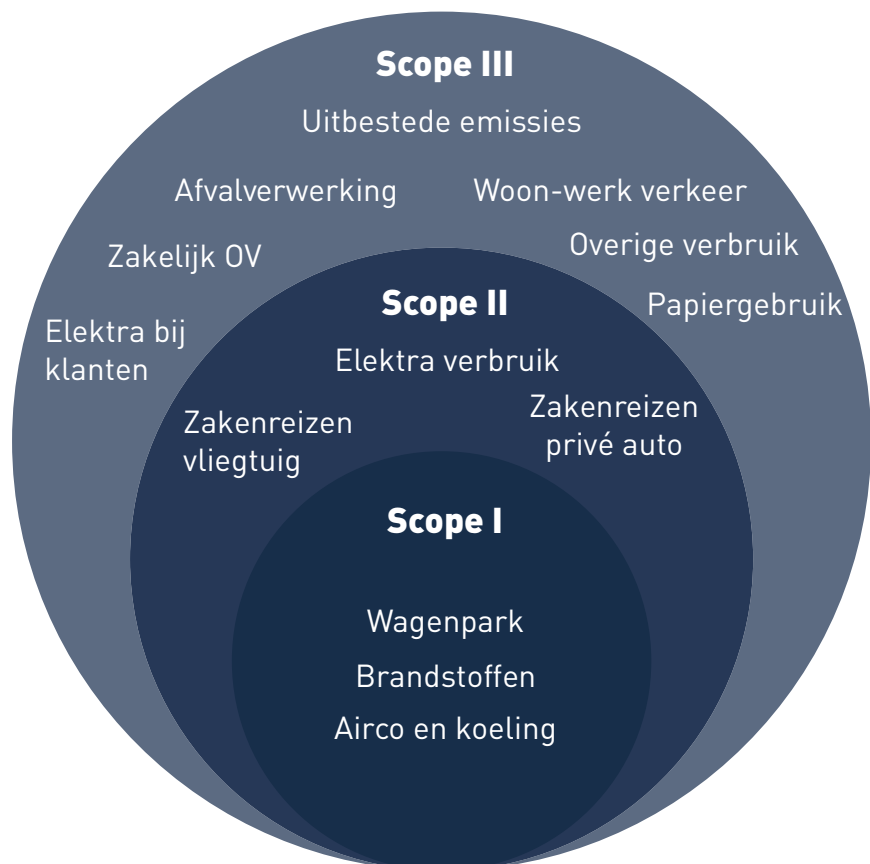 Scope III
Uitbestede emissies
Afvalverwerking
Woon-werk verkeer
Zakelijk OV
Overige verbruik
Elektra bij
klanten
Papiergebruik
Scope II
Elektra verbruik
Zakenreizen
vliegtuig
Zakenreizen
privé auto
Scope I
Wagenpark
Brandstoffen
Airco en koeling